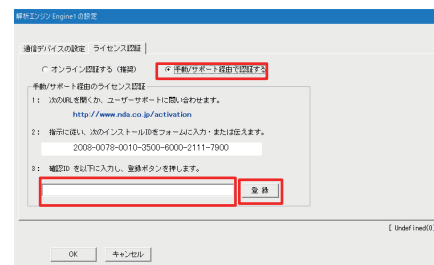 解析エンジン Engine1 の設定
通信デバイスの設定 ライセンス認証
オンライン認証する（推奨） 手動/サポート経由で認証する
手動/サポート経由のライセンス認証
1： 次のURLを開くか、ユーザーサポートに問い合わせます。
http://www.nda.co.jp/activation
2： 指示に従い、次のインストールIDをフォームに入力・または伝えます。
2008-0078-0010-3500-6000-2111-7900
3： 確認ID を以下に入力し、登録ボタンを押します。
登 録
[ Undefined(0)
OK キャンセル